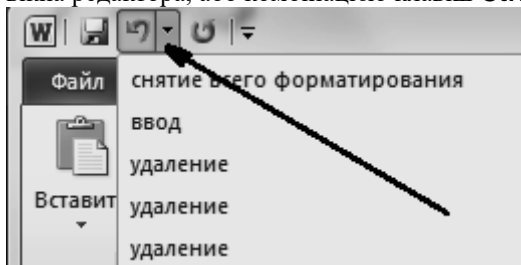 W
Файл
снятие всего форматирования
ввод
удаление
Вставит
удаление
удаление